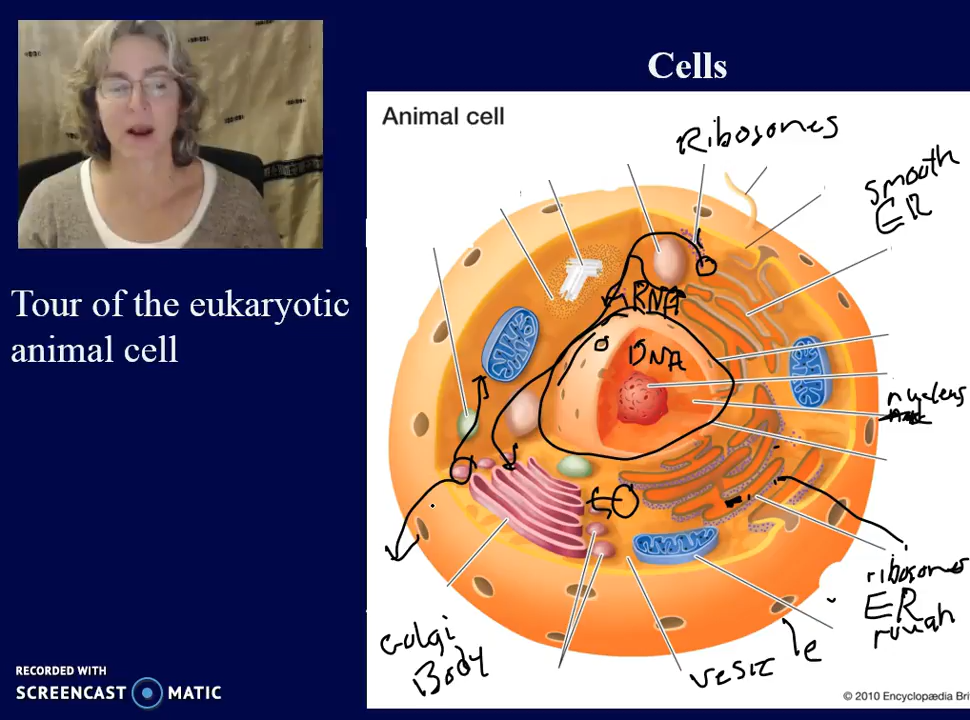 Cells
Animal cell
Ribosomes
smooth
ER
RNA
DNA
nucleus
Tour of the eukaryotic
animal cell
ribosomes
ER
rough
Golgi
Body
vesicle
RECORDED WITH
SCREENCAST MATIC
© 2010 Encyclopædia Bri